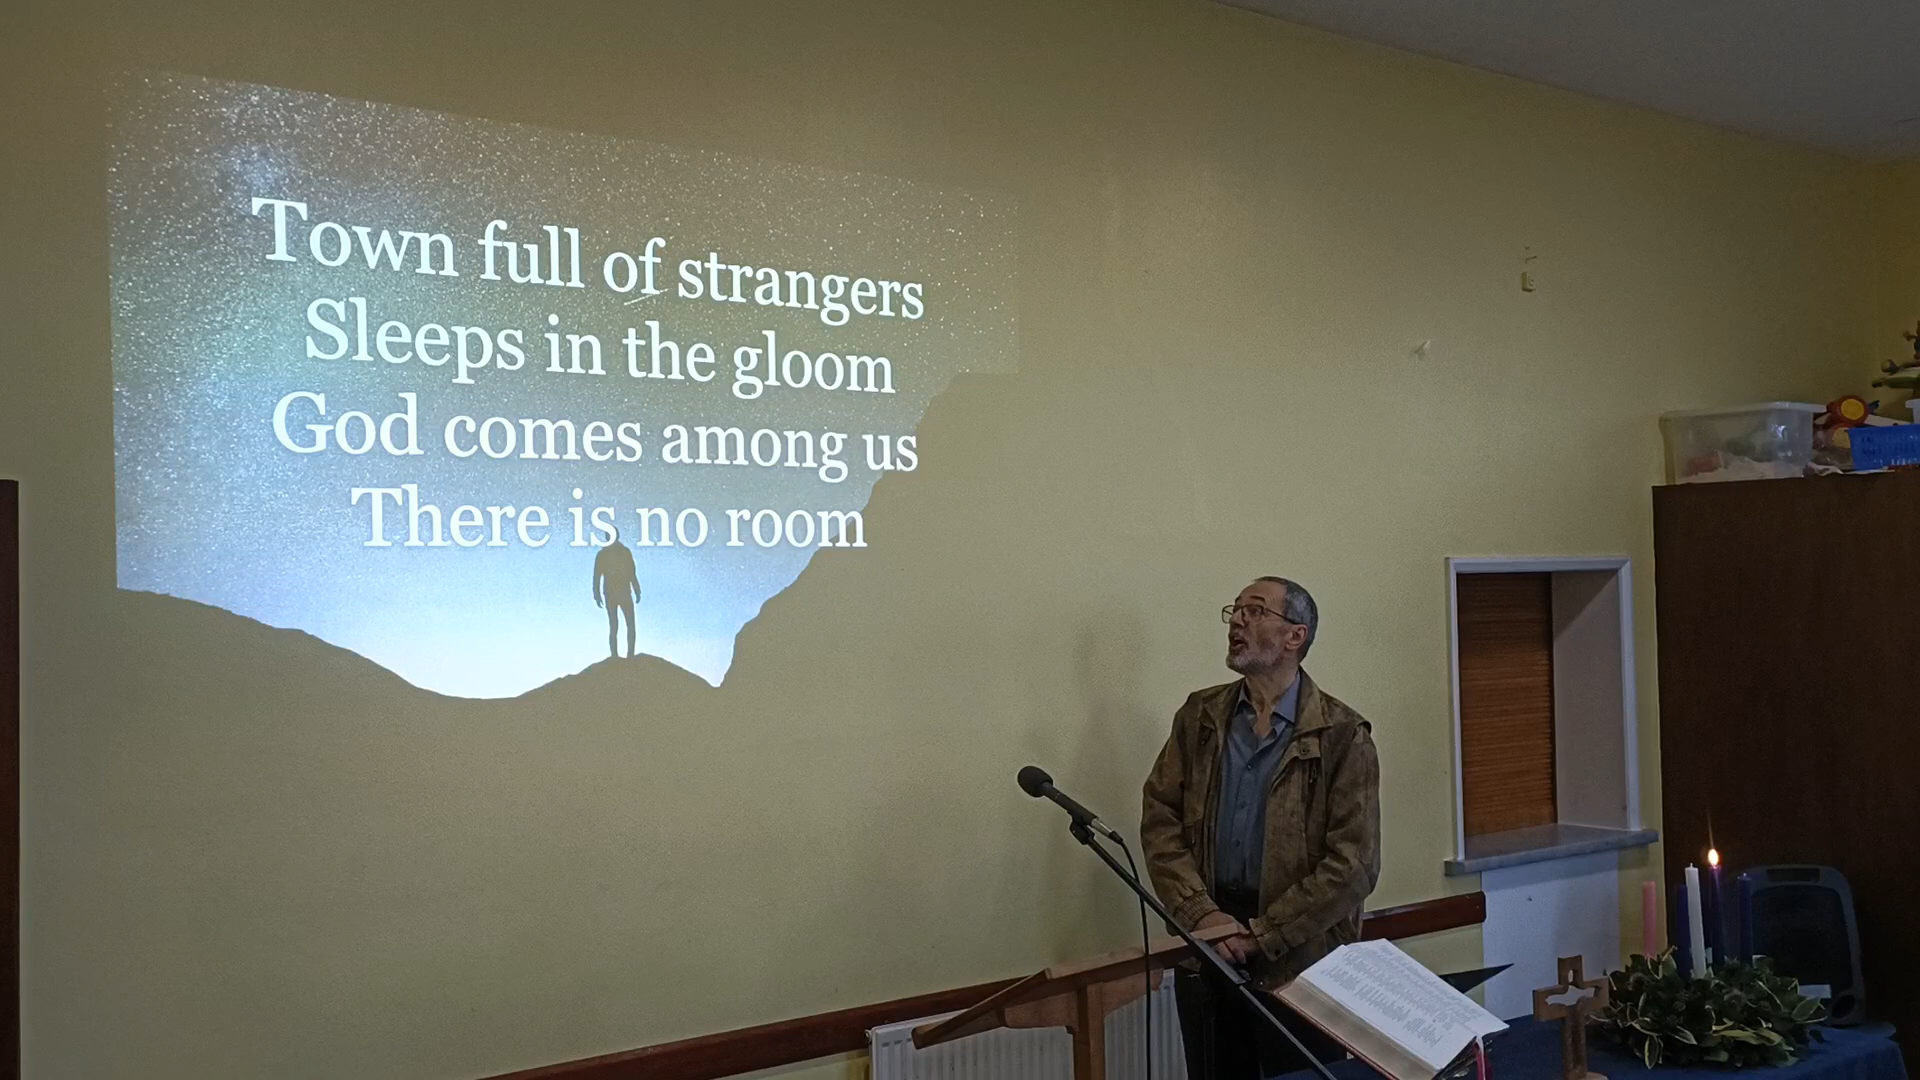 Town full of strangers
Sleeps in the gloom
God comes among us
There is no room